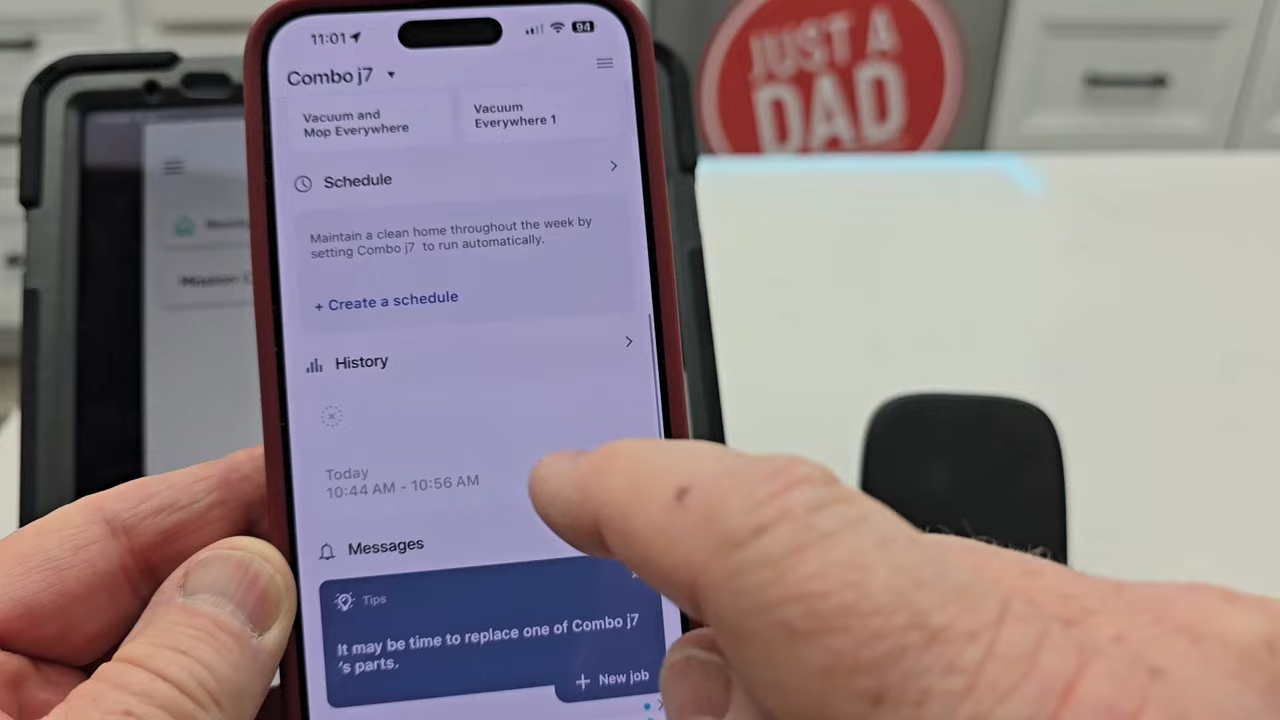 11:01
94
JUST A
DAD
Combo j7
Vacuum and
Mop Everywhere
Vacuum
Everywhere 1
Schedule
Maintain a clean home throughout the week by
setting Combo j7 to run automatically.
+ Create a schedule
History
Today
10:44 AM - 10:56 AM
Messages
Tips
It may be time to replace one of Combo j7
's parts.
+ New job
Mission